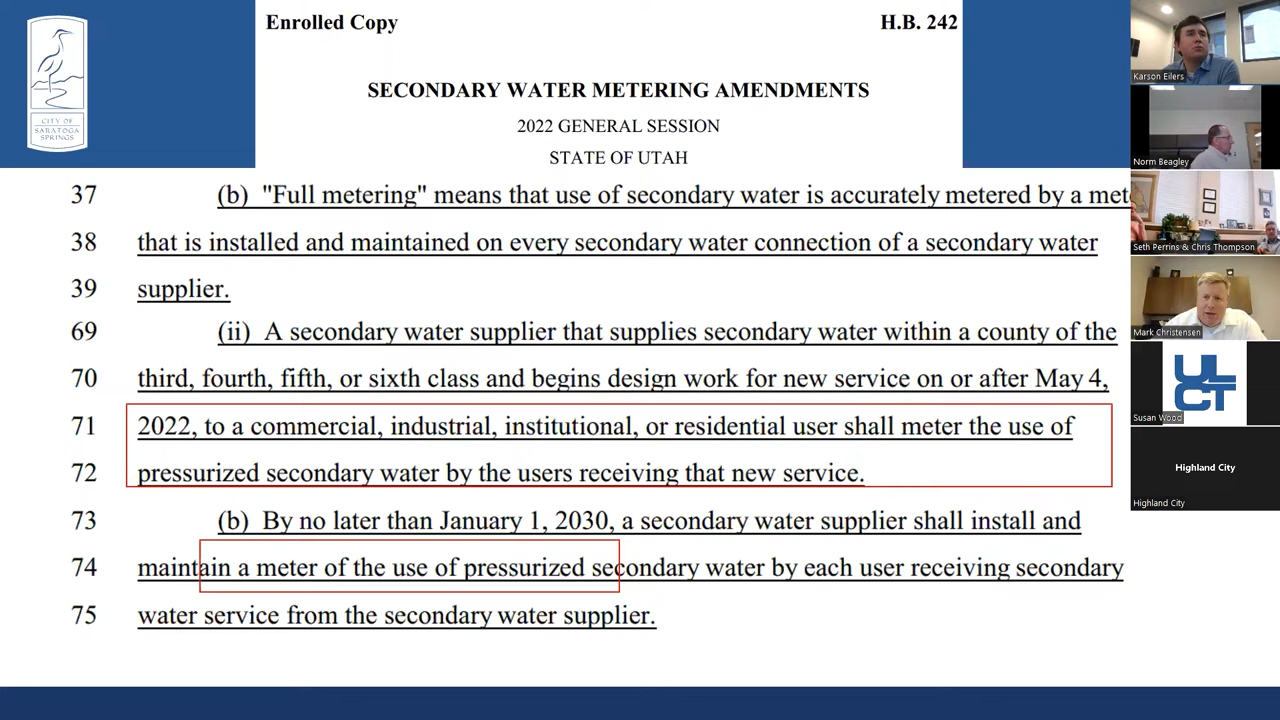 Enrolled Copy H.B. 242
SECONDARY WATER METERING AMENDMENTS
2022 GENERAL SESSION
STATE OF UTAH
CITY OF
SARATOGA
SPRINGS
37 (b) "Full metering" means that use of secondary water is accurately metered by a mete
38 that is installed and maintained on every secondary water connection of a secondary water
39 supplier.
69 (ii) A secondary water supplier that supplies secondary water within a county of the
70 third, fourth, fifth, or sixth class and begins design work for new service on or after May 4,
71 2022, to a commercial, industrial, institutional, or residential user shall meter the use of
72 pressurized secondary water by the users receiving that new service.
73 (b) By no later than January 1, 2030, a secondary water supplier shall install and
74 maintain a meter of the use of pressurized secondary water by each user receiving secondary
75 water service from the secondary water supplier.
Karson Eilers
Norm Beagley
Seth Perrins & Chris Thompson
Mark Christensen
UL
CT
Susan Wood
Highland City
Highland City